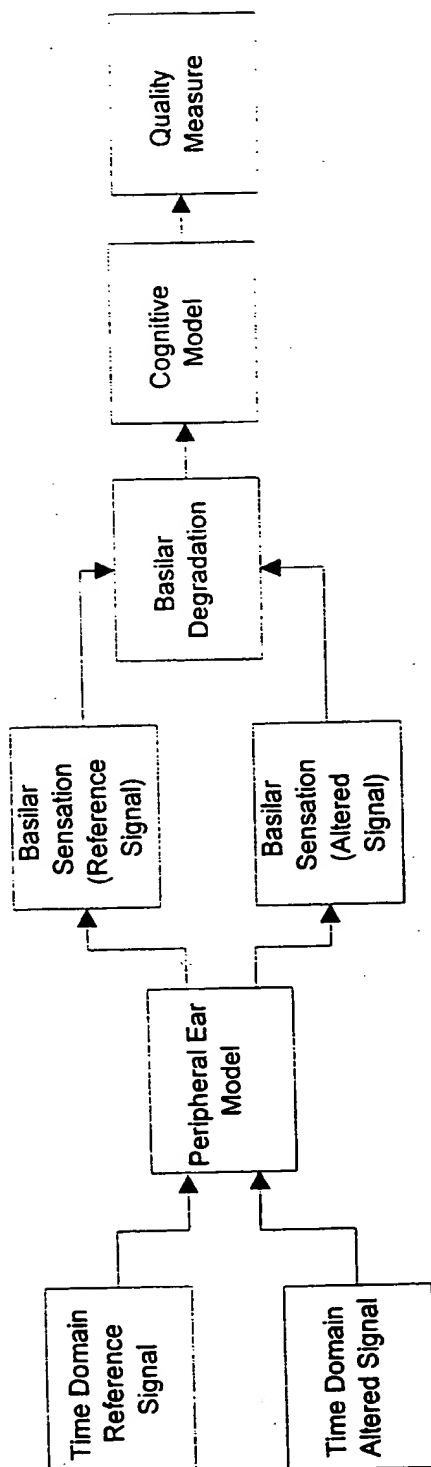 Time Domain
Reference
Signal
Time Domain
Altered Signal
Peripheral Ear
Model
Basilar
Sensation
(Reference
Signal)
Basilar
Sensation
(Altered
Signal)
Basilar
Degradation
Cognitive
Model
Quality
Measure